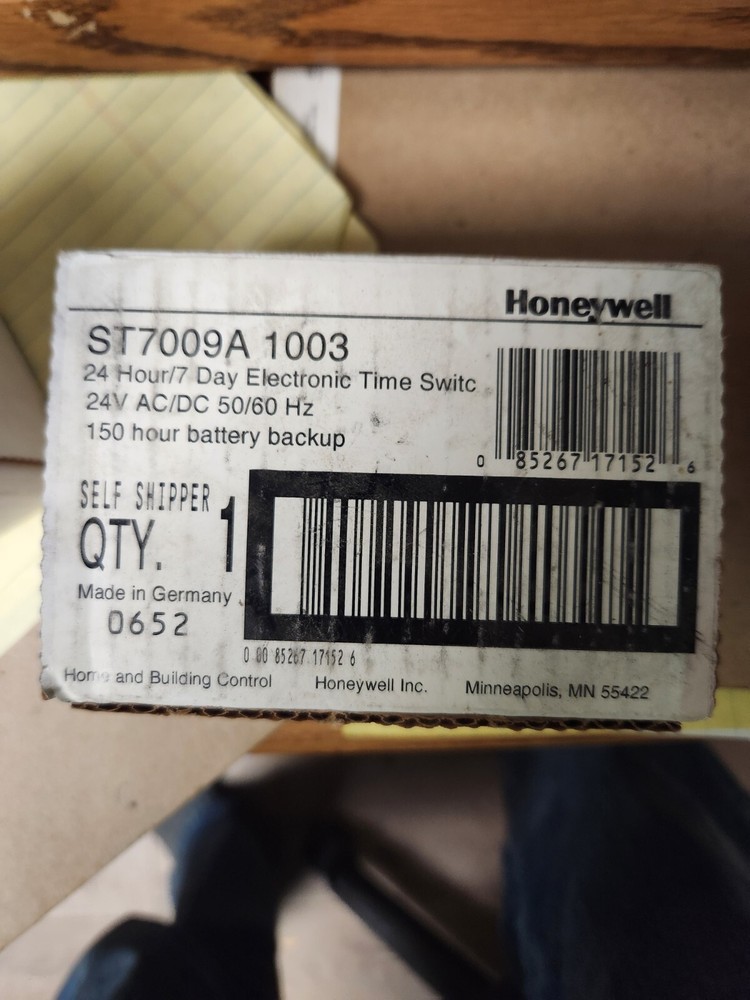 Honeywell
ST7009A 1003
24 Hour/7 Day Electronic Time Switc
24V AC/DC 50/60 Hz
150 hour battery backup
0 85267 17152 6
SELF SHIPPER
QTY. 1
Made in Germany
0652
0 00 85267 17152 6
Home and Building Control Honeywell Inc. Minneapolis, MN 55422